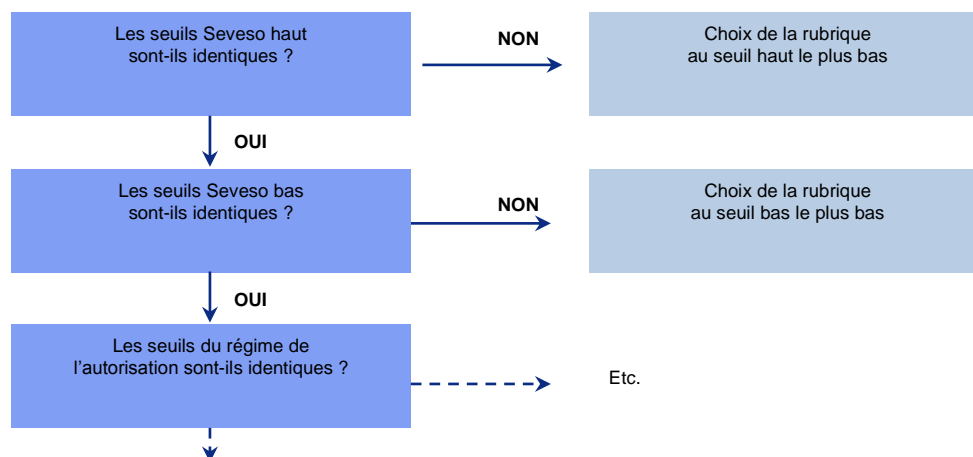 Les seuils Seveso haut
sont-ils identiques ?
NON
Choix de la rubrique
au seuil haut le plus bas
OUI
Les seuils Seveso bas
sont-ils identiques ?
NON
Choix de la rubrique
au seuil bas le plus bas
OUI
Les seuils du régime de
l’autorisation sont-ils identiques ?
Etc.